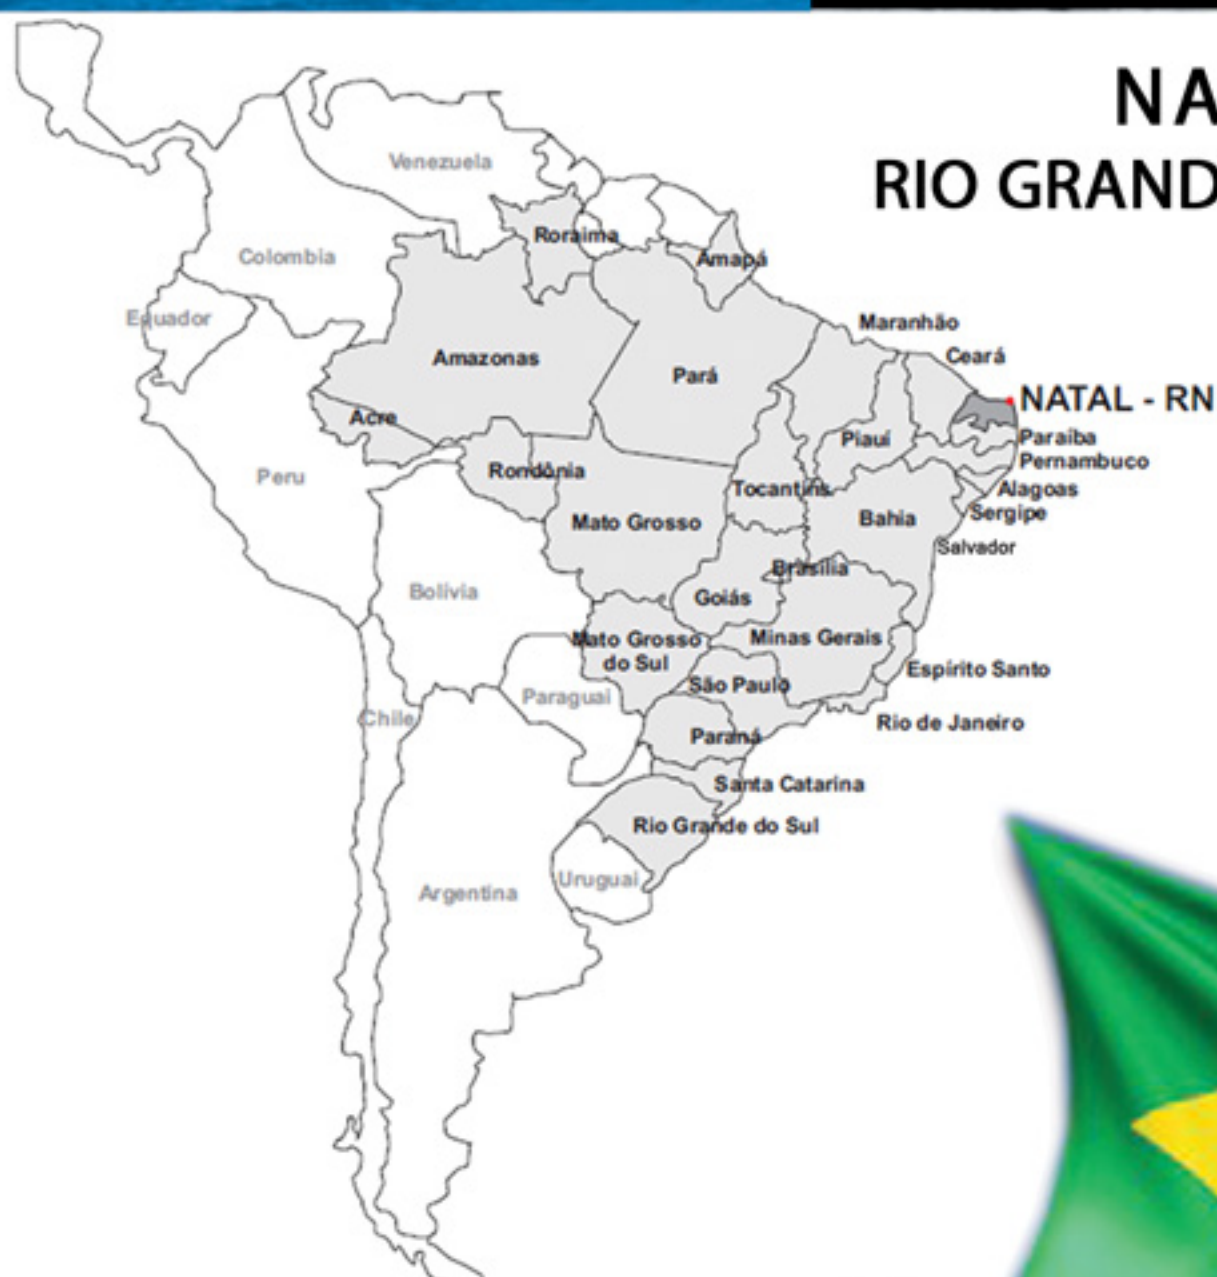 NA
RIO GRAND
Venezuela
Roraima
Colombia
Amapá
Equador
Maranhão
Ceará
Amazonas
Pará
NATAL - RN
Acre
Piauí
Paraíba
Pernambuco
Peru
Rondônia
Tocantins
Alagoas
Sergipe
Mato Grosso
Bahia
Salvador
Brasília
Bolívia
Goiás
Mato Grosso
do Sul
Minas Gerais
Espírito Santo
São Paulo
Paraguai
Chile
Rio de Janeiro
Paraná
Santa Catarina
Rio Grande do Sul
Uruguai
Argentina